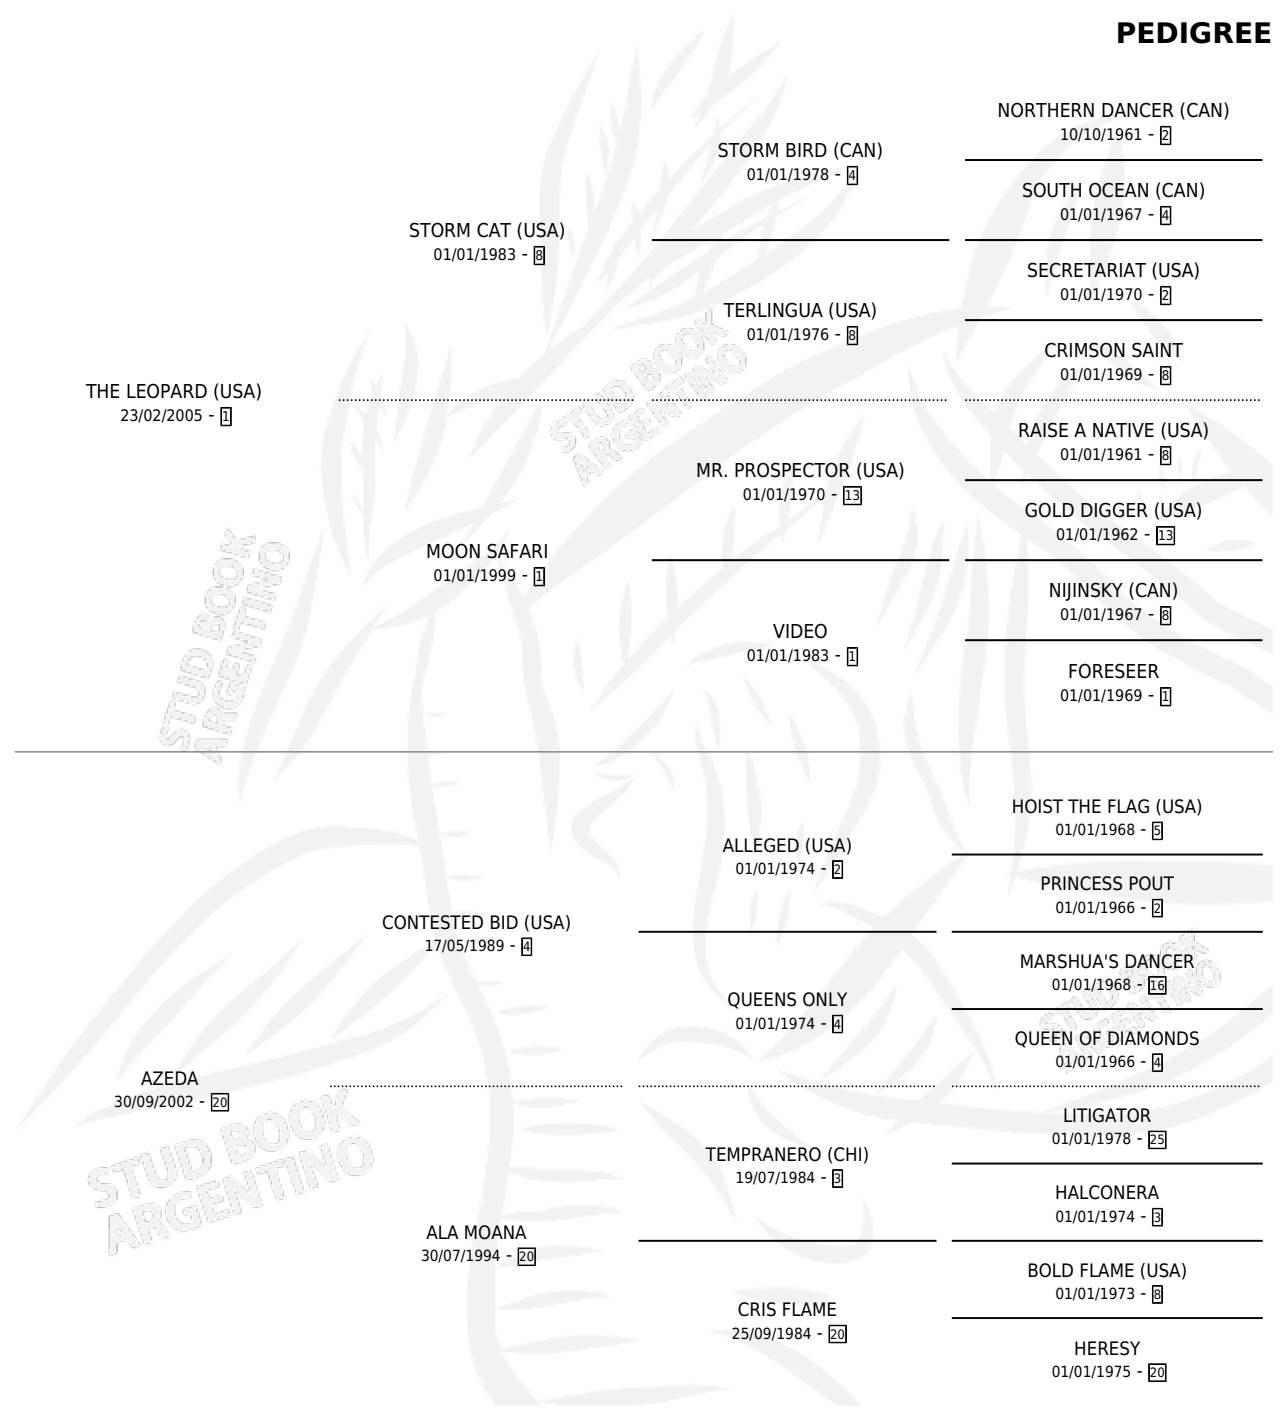 PEDIGREE
NORTHERN DANCER (CAN)
10/10/1961 - 2
STORM BIRD (CAN)
01/01/1978 - 4
SOUTH OCEAN (CAN)
01/01/1967 - 4
STORM CAT (USA)
01/01/1983 - 8
SECRETARIAT (USA)
01/01/1970 - 2
TERLINGUA (USA)
01/01/1976 - 8
CRIMSON SAINT
01/01/1969 - 8
THE LEOPARD (USA)
23/02/2005 - 1
RAISE A NATIVE (USA)
01/01/1961 - 8
MR. PROSPECTOR (USA)
01/01/1970 - 13
GOLD DIGGER (USA)
01/01/1962 - 13
MOON SAFARI
01/01/1999 - 1
NIJINSKY (CAN)
01/01/1967 - 8
VIDEO
01/01/1983 - 1
FORESEER
01/01/1969 - 1
HOIST THE FLAG (USA)
01/01/1968 - 5
ALLEGED (USA)
01/01/1974 - 2
PRINCESS POUT
01/01/1966 - 2
CONTESTED BID (USA)
17/05/1989 - 4
MARSHUA'S DANCER
01/01/1968 - 16
QUEENS ONLY
01/01/1974 - 4
QUEEN OF DIAMONDS
01/01/1966 - 4
AZEDA
30/09/2002 - 20
LITIGATOR
01/01/1978 - 25
TEMPRANERO (CHI)
19/07/1984 - 3
HALCONERA
01/01/1974 - 3
ALA MOANA
30/07/1994 - 20
BOLD FLAME (USA)
01/01/1973 - 8
CRIS FLAME
25/09/1984 - 20
HERESY
01/01/1975 - 20
STUD BOOK
ARGENTINO
STUD BOOK
ARGENTINO
STUD BOOK
ARGENTINO
STUD BOOK
ARGENTINO